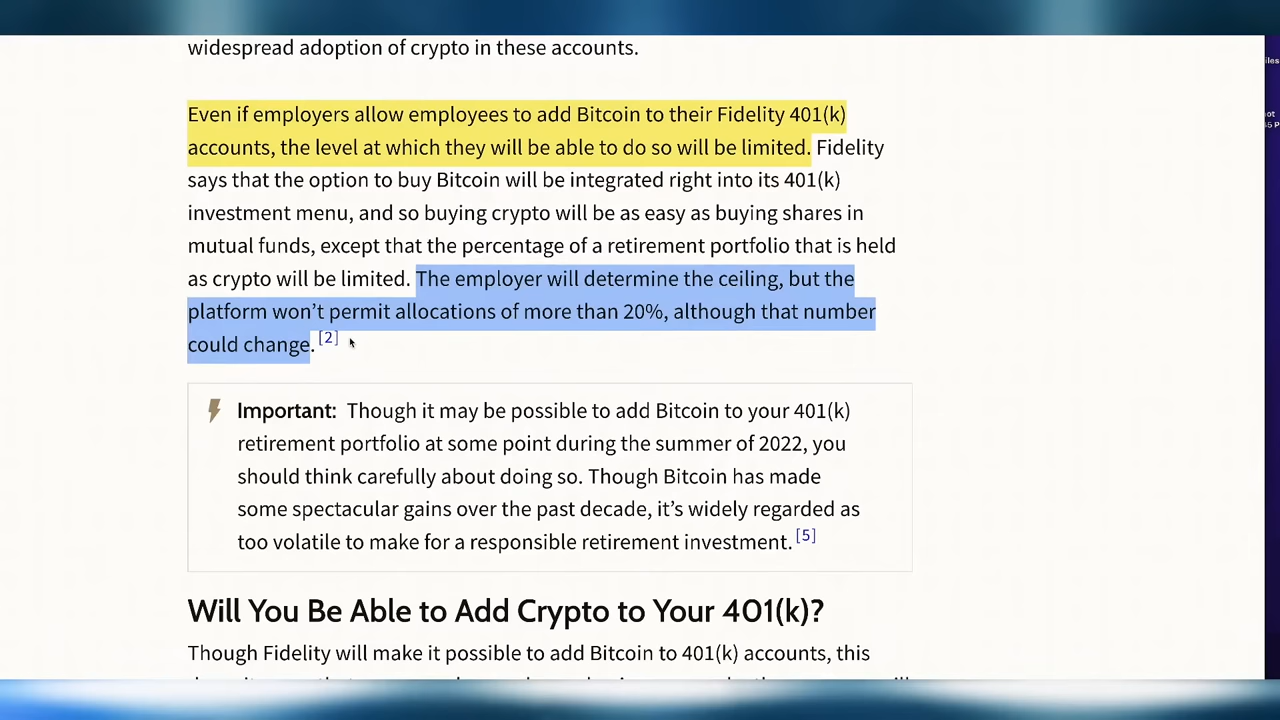 widespread adoption of crypto in these accounts.
Even if employers allow employees to add Bitcoin to their Fidelity 401(k)
accounts, the level at which they will be able to do so will be limited. Fidelity
says that the option to buy Bitcoin will be integrated right into its 401(k)
investment menu, and so buying crypto will be as easy as buying shares in
mutual funds, except that the percentage of a retirement portfolio that is held
as crypto will be limited. The employer will determine the ceiling, but the
platform won’t permit allocations of more than 20%, although that number
could change. [2]
Important: Though it may be possible to add Bitcoin to your 401(k)
retirement portfolio at some point during the summer of 2022, you
should think carefully about doing so. Though Bitcoin has made
some spectacular gains over the past decade, it’s widely regarded as
too volatile to make for a responsible retirement investment. [5]
Will You Be Able to Add Crypto to Your 401(k)?
Though Fidelity will make it possible to add Bitcoin to 401(k) accounts, this